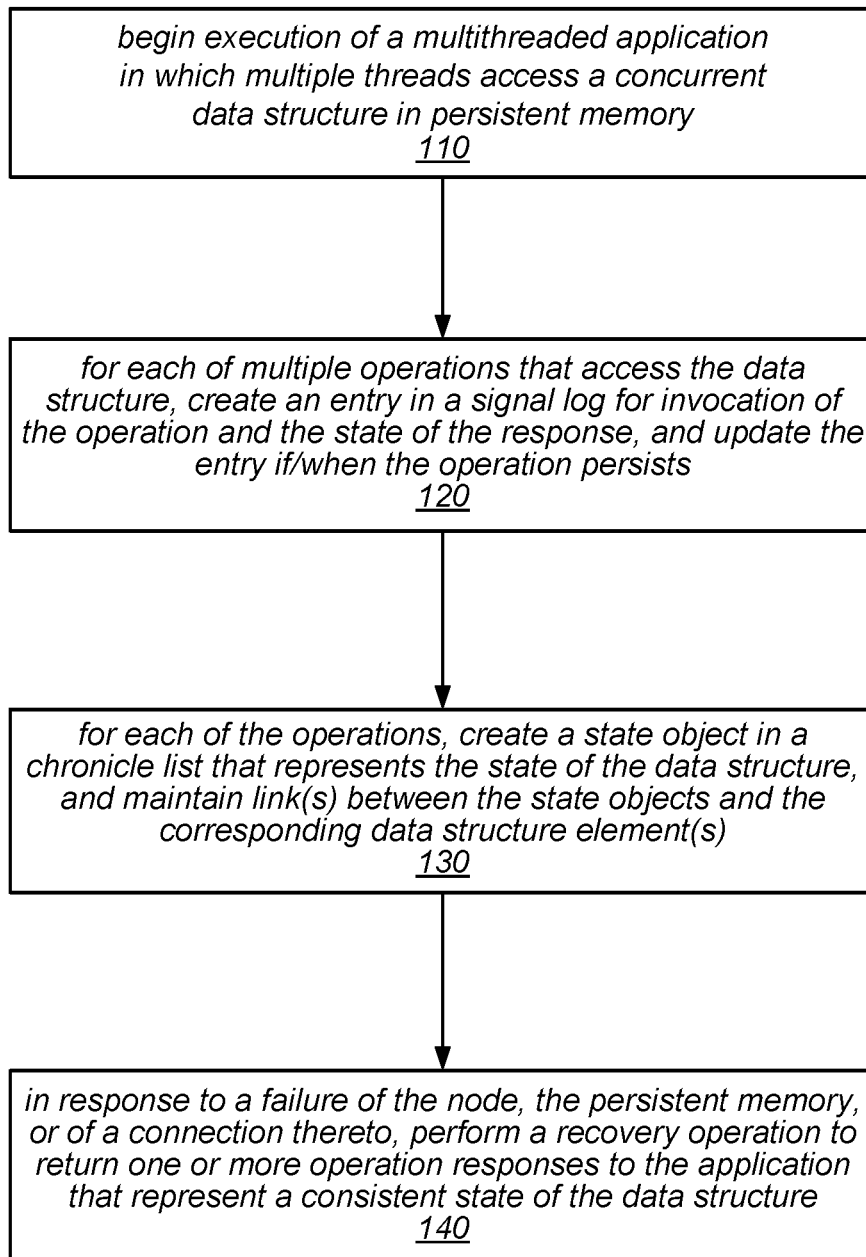 begin execution of a multithreaded application
in which multiple threads access a concurrent
data structure in persistent memory
110
for each of multiple operations that access the data
structure, create an entry in a signal log for invocation of
the operation and the state of the response, and update the
entry if/when the operation persists
120
for each of the operations, create a state object in a
chronicle list that represents the state of the data structure,
and maintain link(s) between the state objects and the
corresponding data structure element(s)
130
in response to a failure of the node, the persistent memory,
or of a connection thereto, perform a recovery operation to
return one or more operation responses to the application
that represent a consistent state of the data structure
140